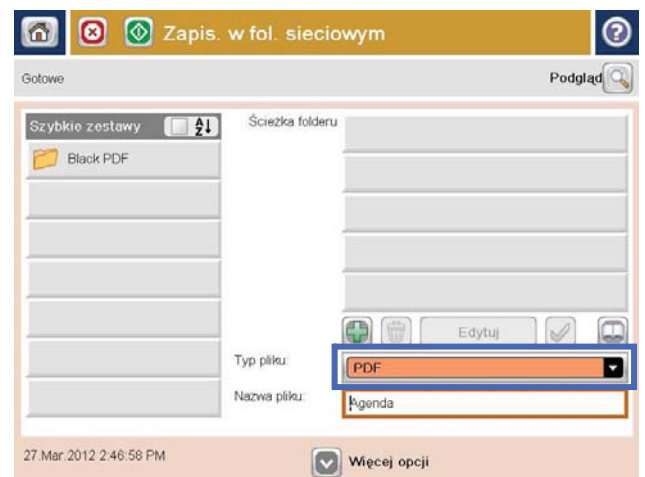 Zapis. w fol. sieciowym
Gotowe
Podgląd
Szybkie zestawy
Ścieżka folderu
Black PDF
Edytuj
Typ pliku:
PDF
Nazwa pliku:
Agenda
27.Mar.2012 2:46:58 PM
Więcej opcji